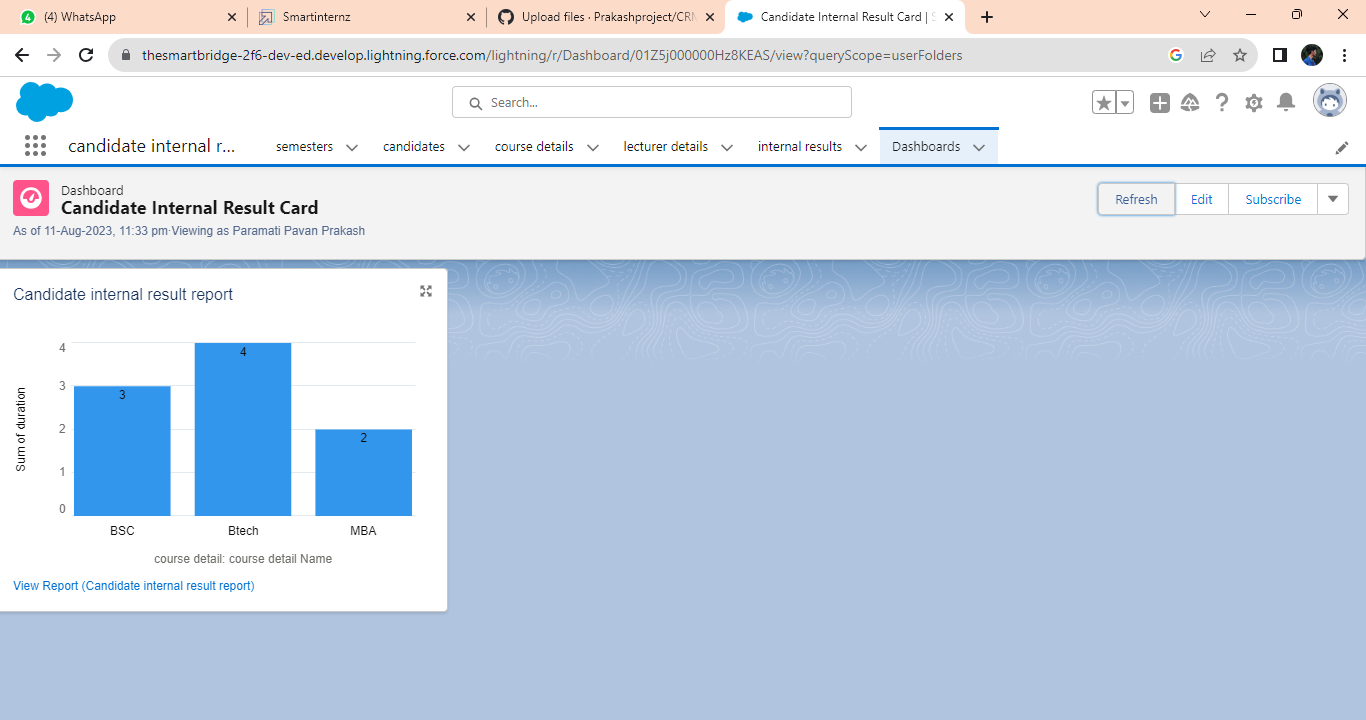 4 (4) WhatsApp
Smartinternz
Upload files · Prakashproject/CRM
Candidate Internal Result Card | S
thesmartbridge-2f6-dev-ed.develop.lightning.force.com/lightning/r/Dashboard/01Z5j000000Hz8KEAS/view?queryScope=userFolders
Search...
candidate internal r...
semesters
candidates
course details
lecturer details
internal results
Dashboards
Dashboard
Candidate Internal Result Card
As of 11-Aug-2023, 11:33 pm·Viewing as Paramati Pavan Prakash
Refresh
Edit
Subscribe
Candidate internal result report
Sum of duration
4
3
2
1
0
3
4
2
BSC
Btech
MBA
course detail: course detail Name
View Report (Candidate internal result report)